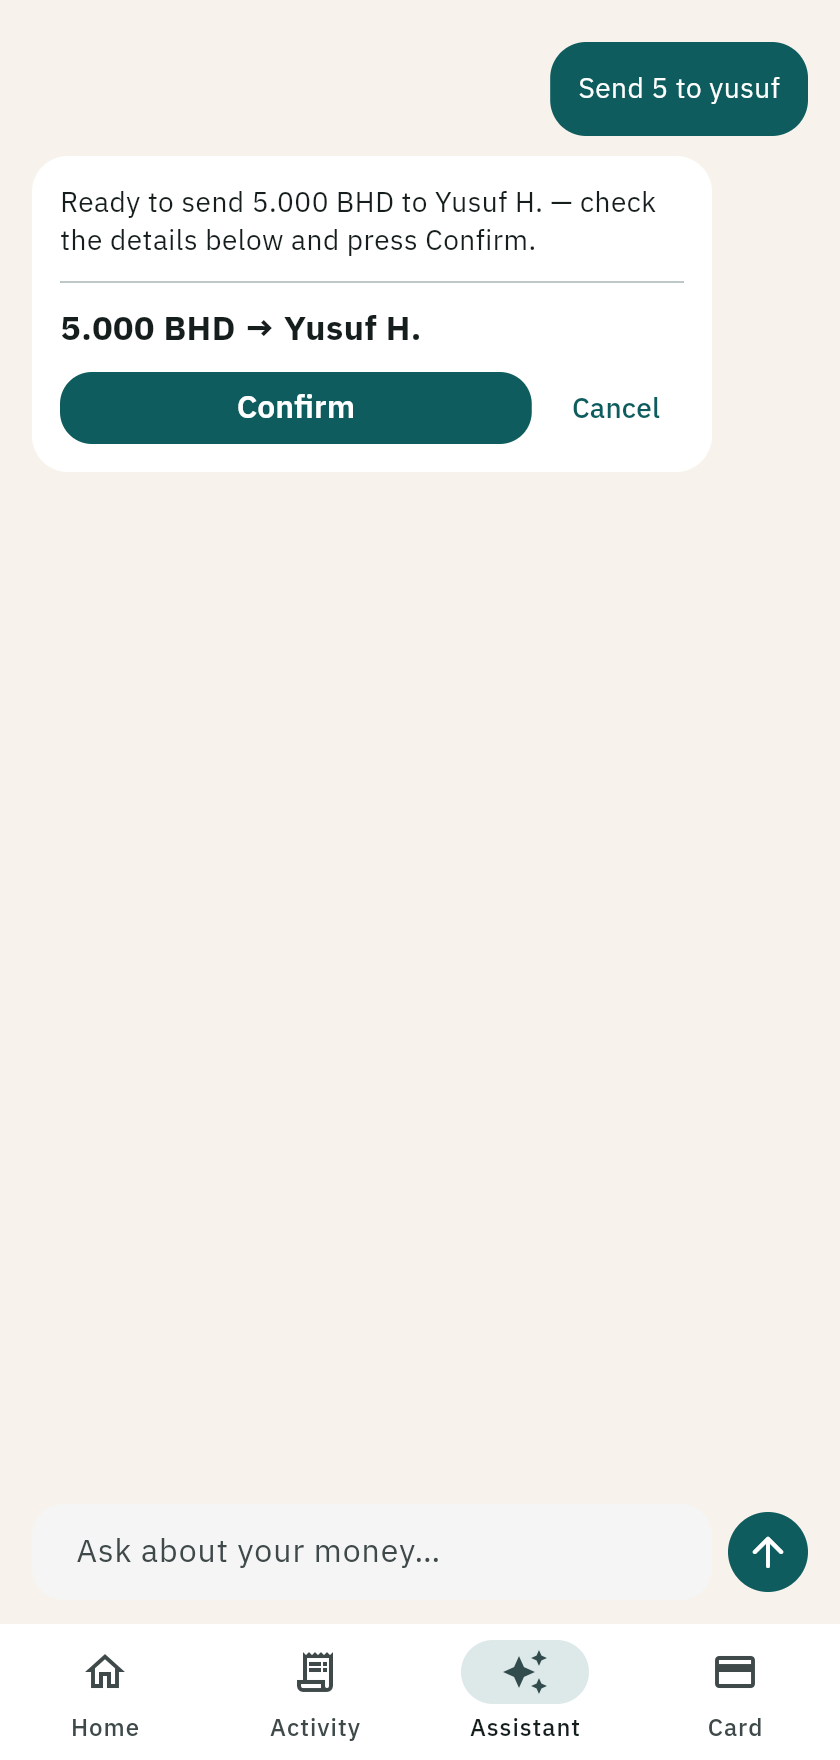 Send 5 to yusuf
Ready to send 5.000 BHD to Yusuf H. — check
the details below and press Confirm.
5.000 BHD → Yusuf H.
Confirm
Cancel
Ask about your money...
Home
Activity
Assistant
Card